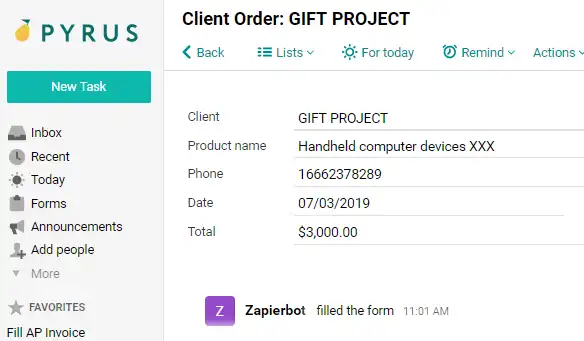 PYRUS
New Task
Inbox
Recent
Today
Forms
Announcements
Add people
More
FAVORITES
Fill AP Invoice
Client Order: GIFT PROJECT
Back Lists For today Remind Actions
Client GIFT PROJECT
Product name Handheld computer devices XXX
Phone 16662378289
Date 07/03/2019
Total $3,000.00
Z Zapierbot filled the form 11:01 AM